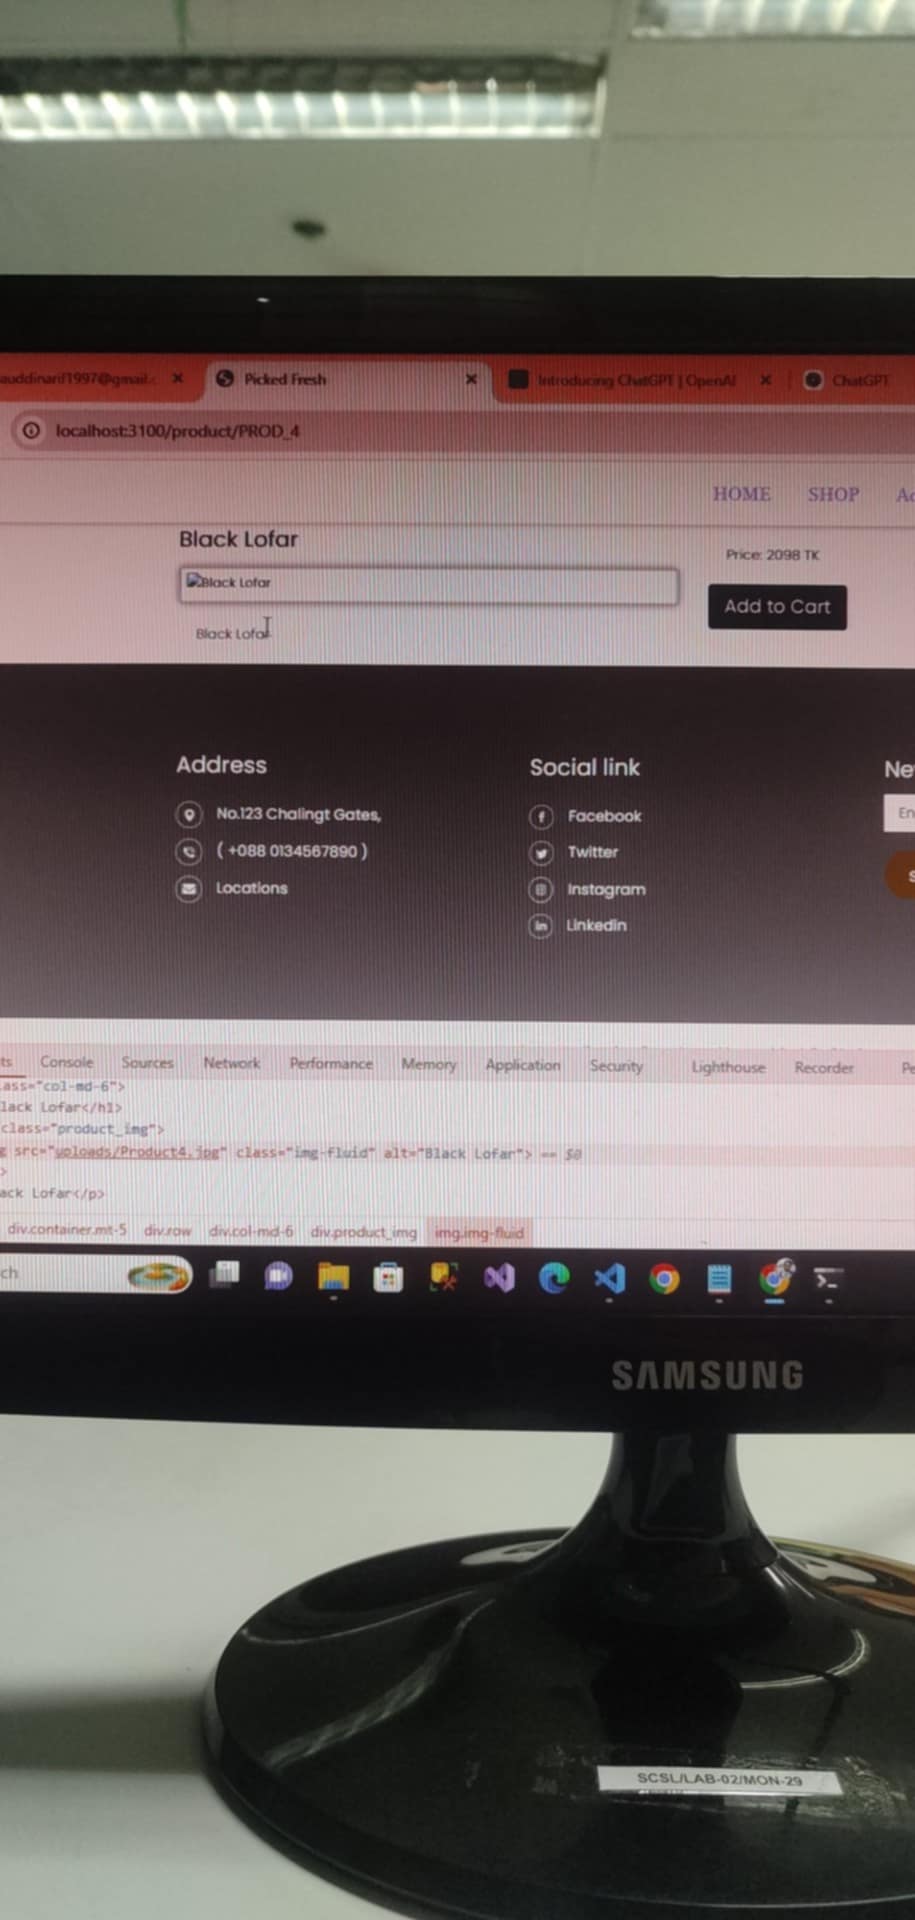 auddinarif1997@gmail.c
Picked Fresh
Introducing ChatGPT | OpenAI
ChatGPT
localhost:3100/product/PROD_4
HOME
SHOP
Ac
Black Lofar
Price: 2098 TK
Black Lofar
Add to Cart
Black Lofar
Address
Social link
Ne
No.123 Chalingt Gates,
Facebook
En
( +088 0134567890 )
Twitter
S
Locations
Instagram
Linkedin
ts Console Sources Network Performance Memory Application Security Lighthouse Recorder Pe
lass="col-md-6">
lack Lofar</h1>
class="product_img">
g src="uploads/Product4.jpg" class="img-fluid" alt="Black Lofar"> == $0
>
ack Lofar</p>
div.container.mt-5 div.row div.col-md-6 div.product_img img.img-fluid
ch
SAMSUNG
SCSL/LAB-02/MON-29